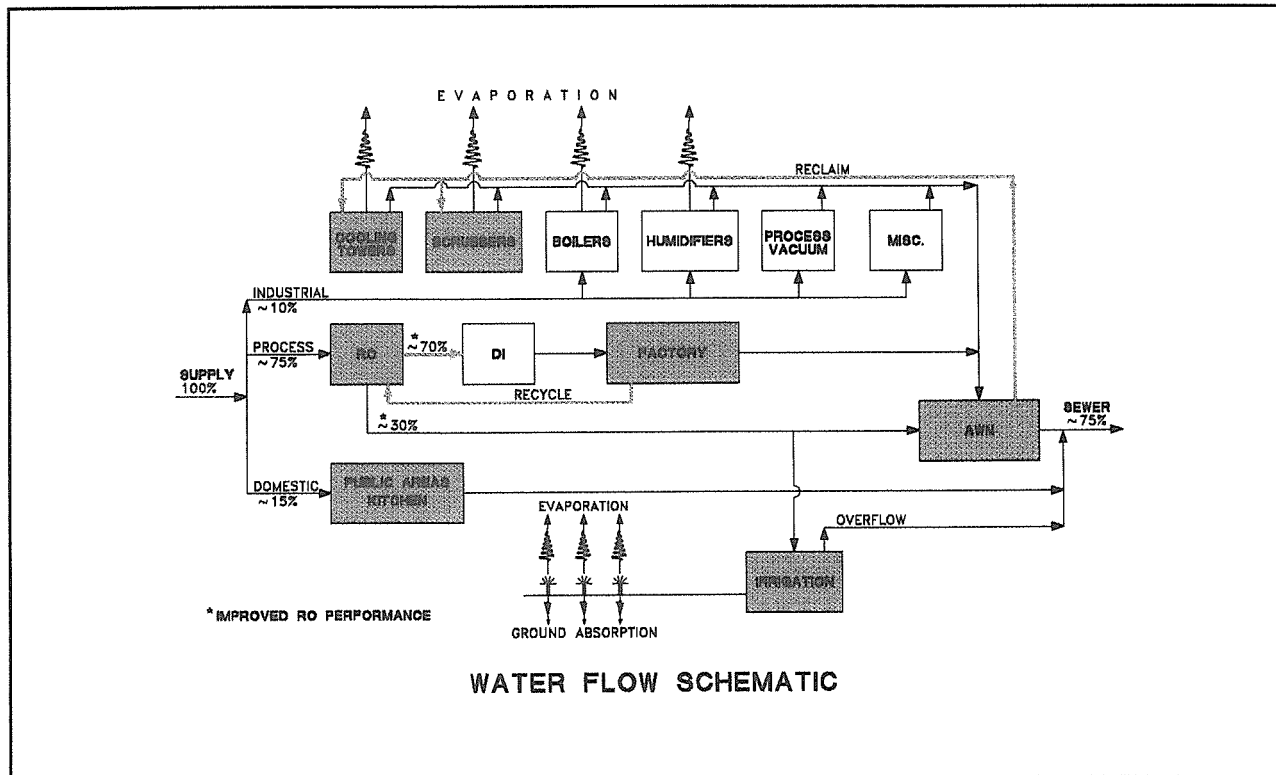 EVAPORATION
RECLAIM
COOLING
TOWERS
SCRUBBERS
BOILERS
HUMIDIFIERS
PROCESS
VACUUM
MISC.
INDUSTRIAL
~10%
PROCESS
~75%
RO
*
~70%
DI
FACTORY
SUPPLY
100%
RECYCLE
*
~30%
AWN
SEWER
~75%
DOMESTIC
~15%
PUBLIC AREAS
KITCHEN
EVAPORATION
OVERFLOW
IRRIGATION
*IMPROVED RO PERFORMANCE
GROUND ABSORPTION
WATER FLOW SCHEMATIC